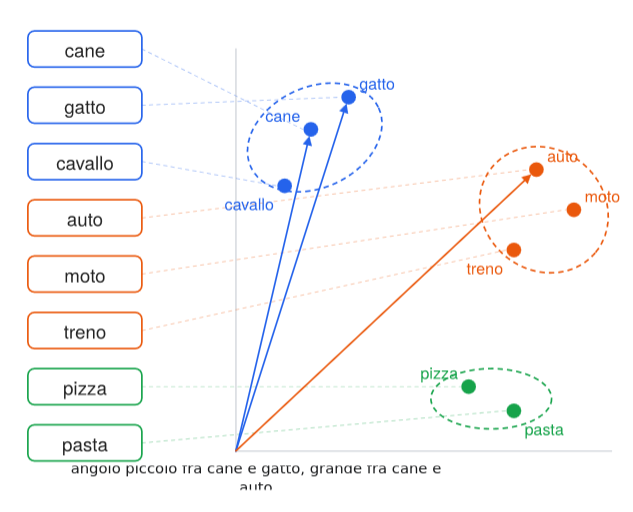 cane
gatto
cavallo
auto
moto
treno
pizza
pasta
gatto
cane
cavallo
auto
moto
treno
pizza
pasta
angolo piccolo fra cane e gatto, grande fra cane e
auto